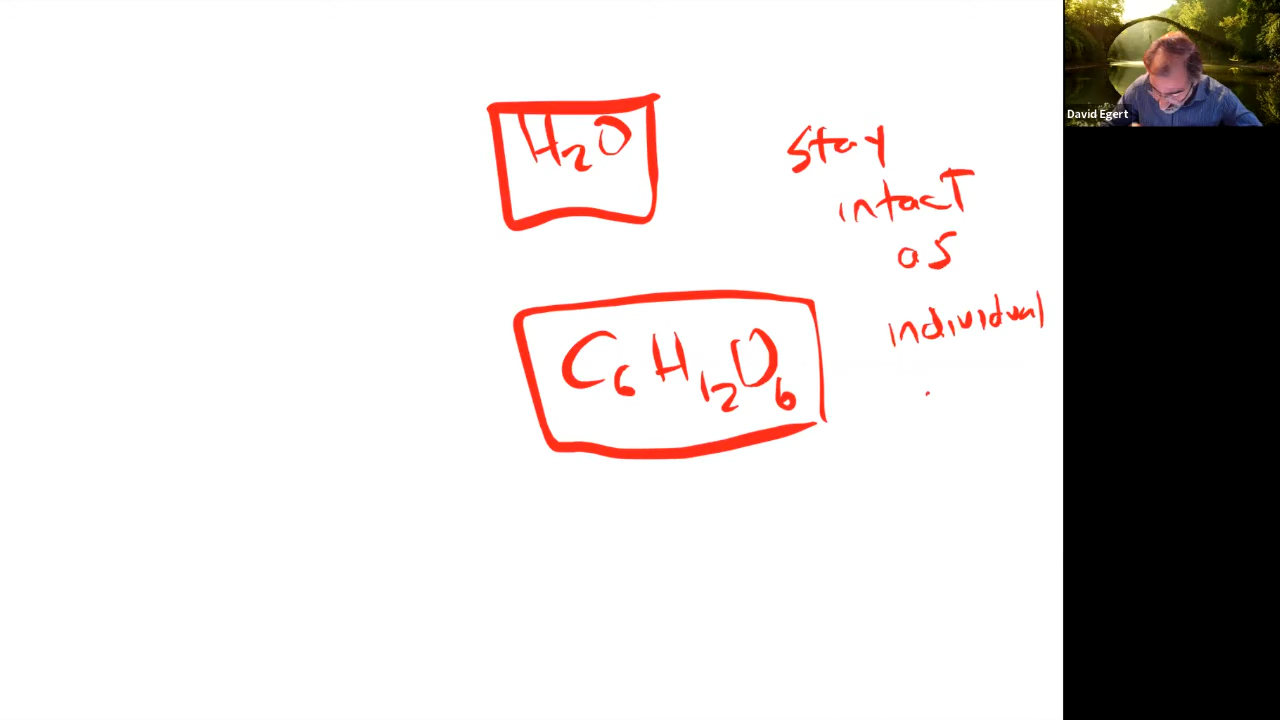 H₂O
stay
intact
as
individual
C₆H₁₂O₆
David Egert